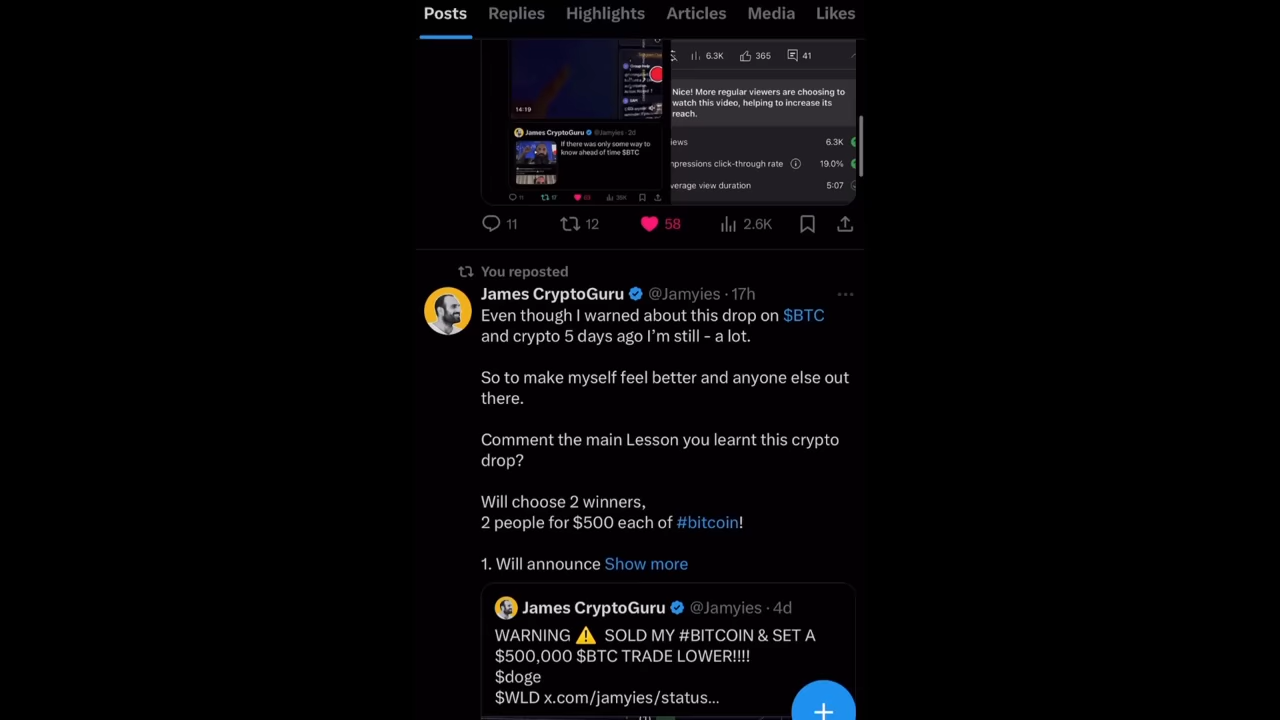 Posts Replies Highlights Articles Media Likes
6.3K 365 41
Nice! More regular viewers are choosing to
watch this video, helping to increase its
reach.
14:19
James CryptoGuru @Jamyies · 2d
If there was only some way to
know ahead of time $BTC
iews 6.3K
mpressions click-through rate 19.0%
verage view duration 5:07
11 17 63 38K
11 12 58 2.6K
You reposted
James CryptoGuru @Jamyies · 17h
Even though I warned about this drop on $BTC
and crypto 5 days ago I’m still - a lot.
So to make myself feel better and anyone else out
there.
Comment the main Lesson you learnt this crypto
drop?
Will choose 2 winners,
2 people for $500 each of #bitcoin!
1. Will announce Show more
James CryptoGuru @Jamyies · 4d
WARNING ⚠️ SOLD MY #BITCOIN & SET A
$500,000 $BTC TRADE LOWER!!!!
$doge
$WLD x.com/jamyies/status...